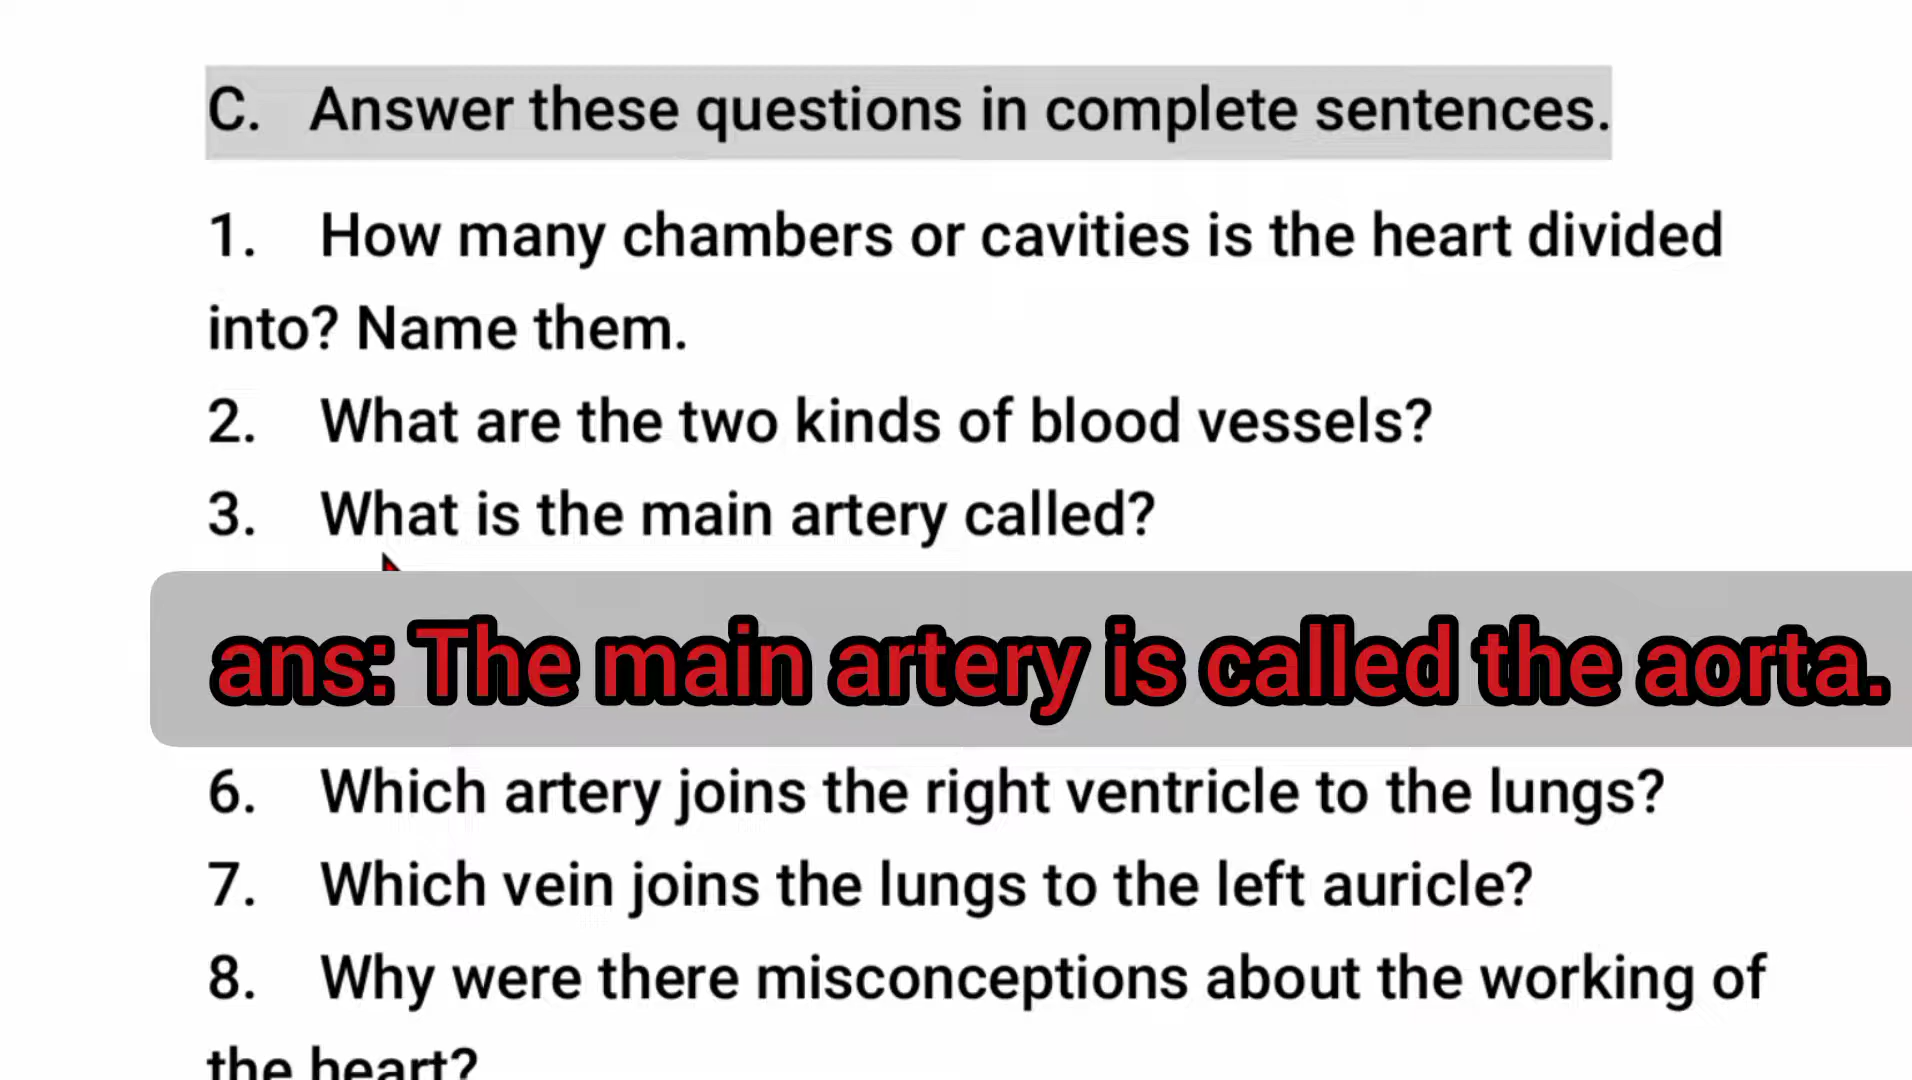 C. Answer these questions in complete sentences.
1. How many chambers or cavities is the heart divided
into? Name them.
2. What are the two kinds of blood vessels?
3. What is the main artery called?
ans: The main artery is called the aorta.
6. Which artery joins the right ventricle to the lungs?
7. Which vein joins the lungs to the left auricle?
8. Why were there misconceptions about the working of
the heart?